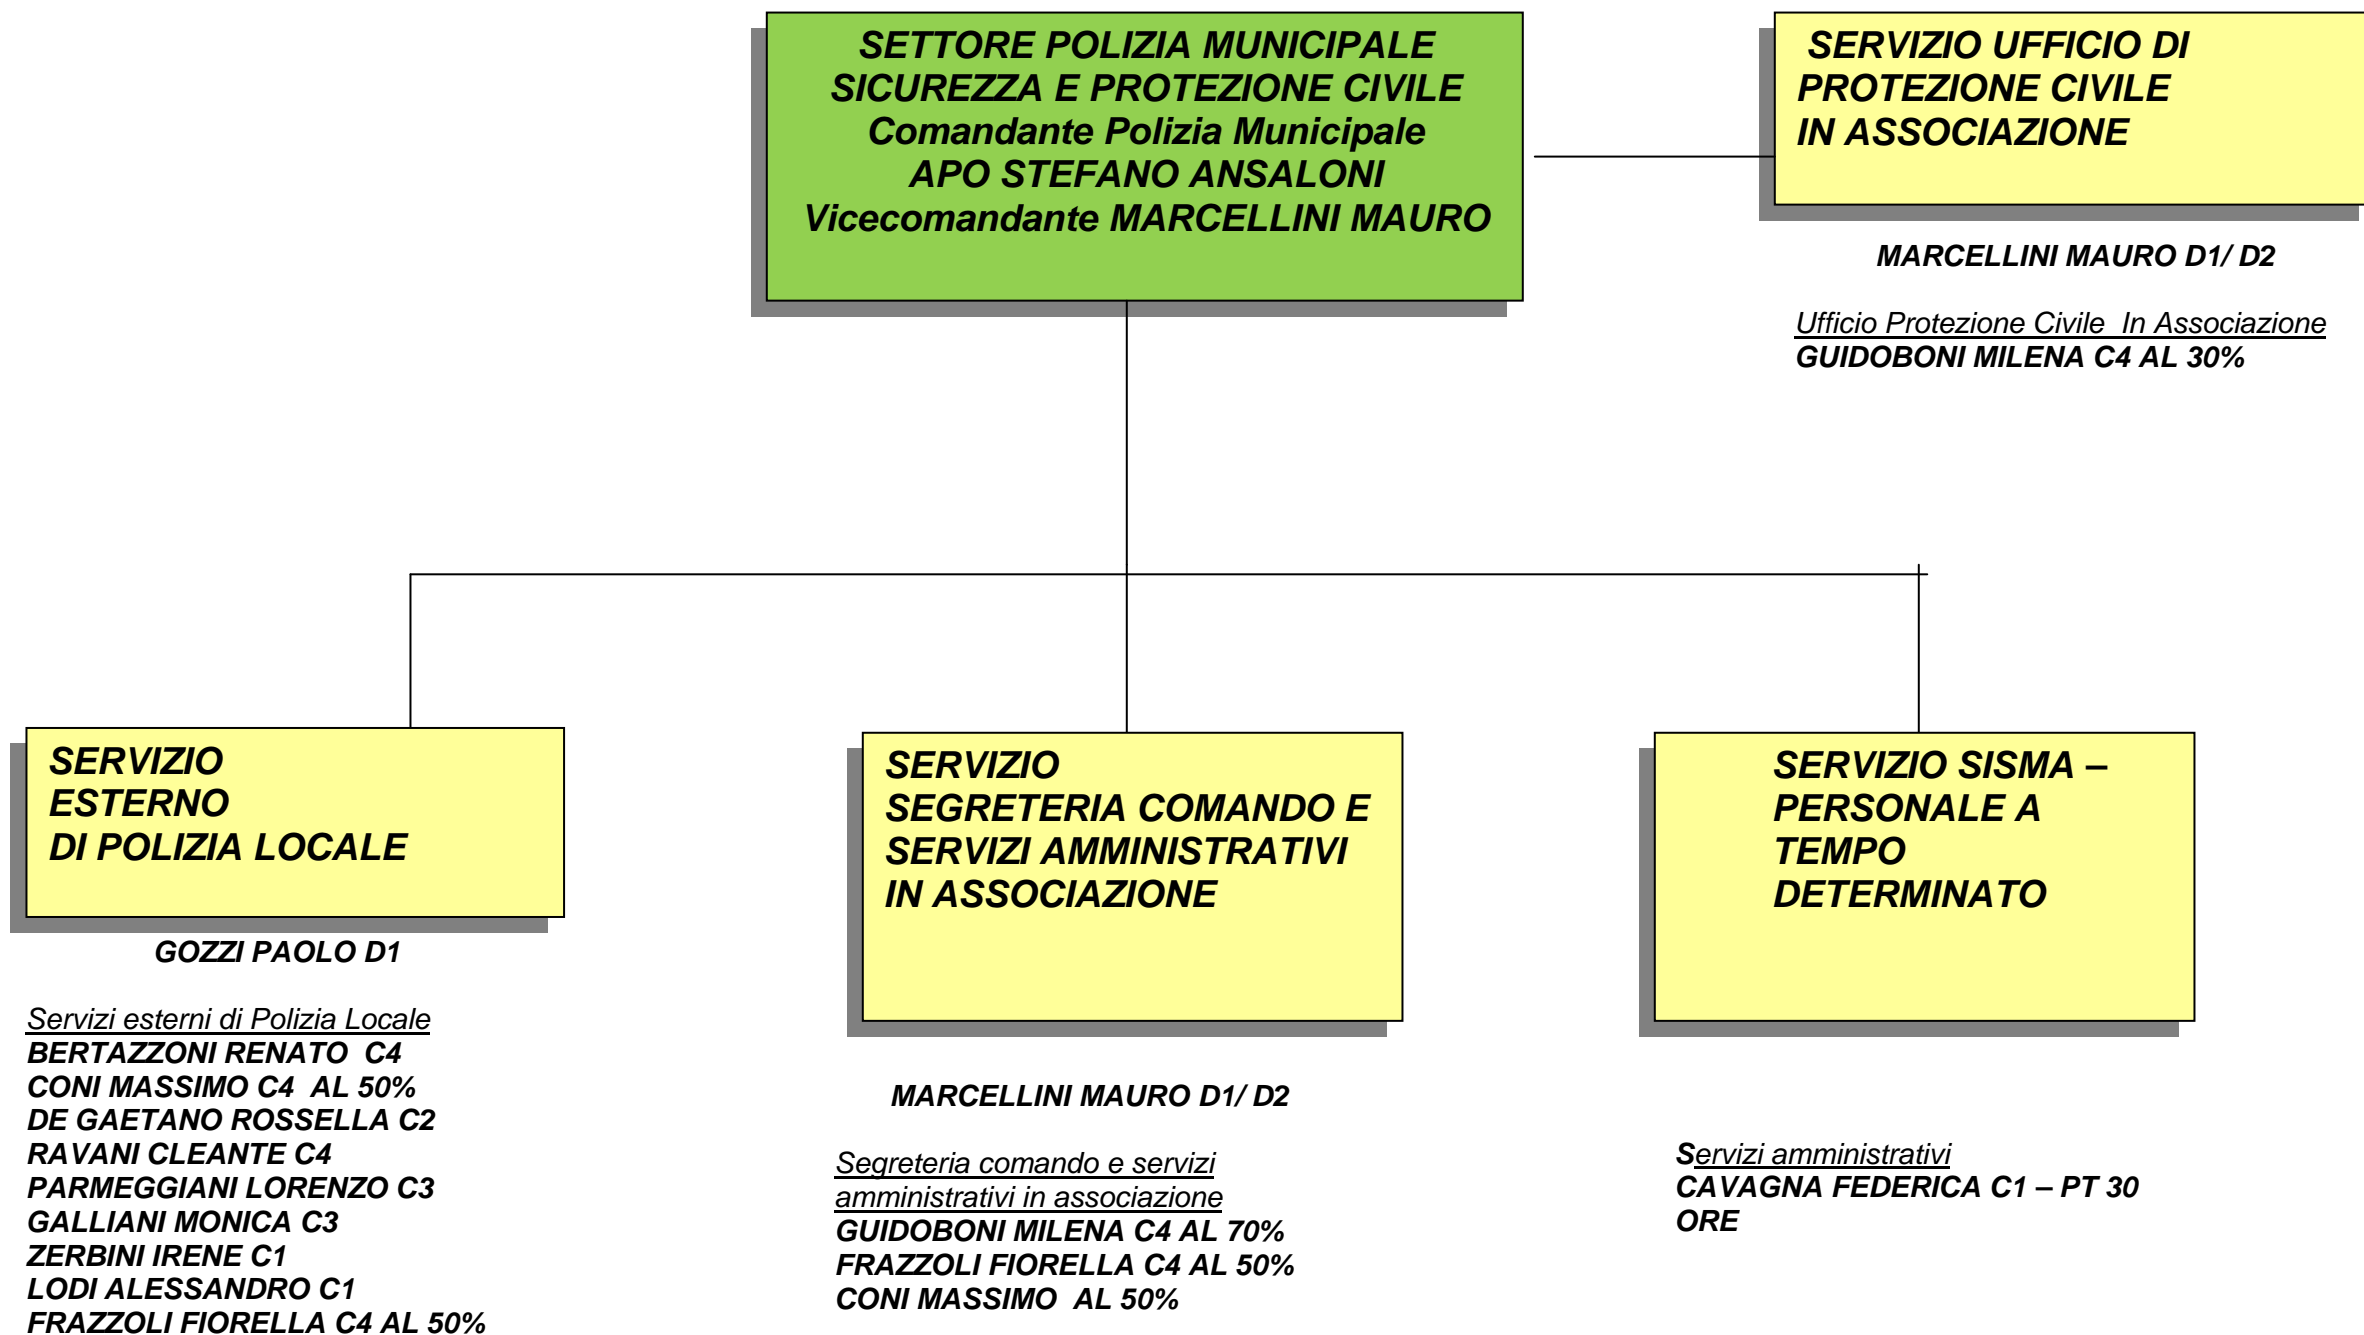 SETTORE POLIZIA MUNICIPALE
SICUREZZA E PROTEZIONE CIVILE
Comandante Polizia Municipale
APO STEFANO ANSALONI
Vicecomandante MARCELLINI MAURO
SERVIZIO UFFICIO DI
PROTEZIONE CIVILE
IN ASSOCIAZIONE
MARCELLINI MAURO D1/ D2
Ufficio Protezione Civile  In Associazione
GUIDOBONI MILENA C4 AL 30%
SERVIZIO
ESTERNO
DI POLIZIA LOCALE
GOZZI PAOLO D1
Servizi esterni di Polizia Locale
BERTAZZONI RENATO  C4
CONI MASSIMO C4  AL 50%
DE GAETANO ROSSELLA C2
RAVANI CLEANTE C4
PARMEGGIANI LORENZO C3
GALLIANI MONICA C3
ZERBINI IRENE C1
LODI ALESSANDRO C1
FRAZZOLI FIORELLA C4 AL 50%
SERVIZIO
SEGRETERIA COMANDO E
SERVIZI AMMINISTRATIVI
IN ASSOCIAZIONE
MARCELLINI MAURO D1/ D2
Segreteria comando e servizi
amministrativi in associazione
GUIDOBONI MILENA C4 AL 70%
FRAZZOLI FIORELLA C4 AL 50%
CONI MASSIMO  AL 50%
SERVIZIO SISMA –
PERSONALE A
TEMPO
DETERMINATO
Servizi amministrativi
CAVAGNA FEDERICA C1 – PT 30
ORE